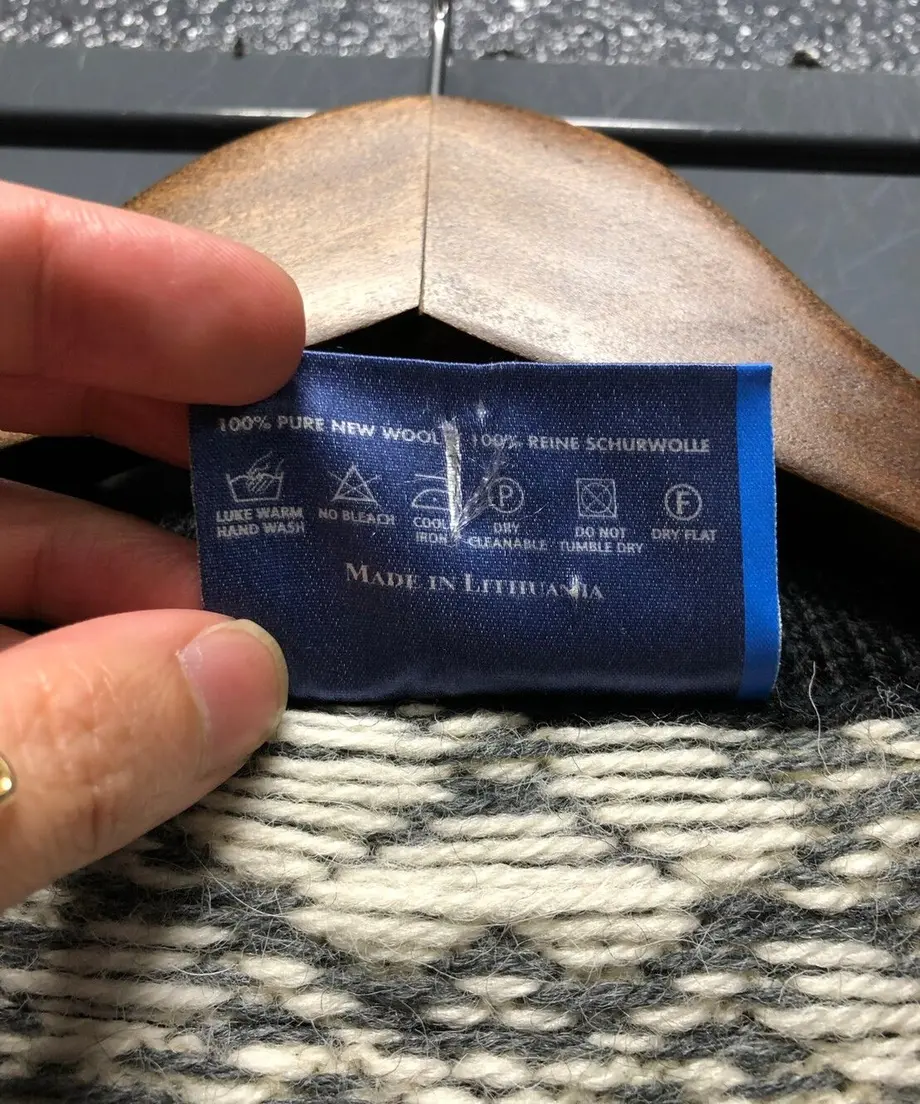 100% PURE NEW WOOL 100% REINE SCHURWOLLE
LUKE WARM HAND WASH
NO BLEACH
COOL IRON
P
DRY CLEANABLE
DO NOT TUMBLE DRY
F
DRY FLAT
MADE IN LITHUANIA